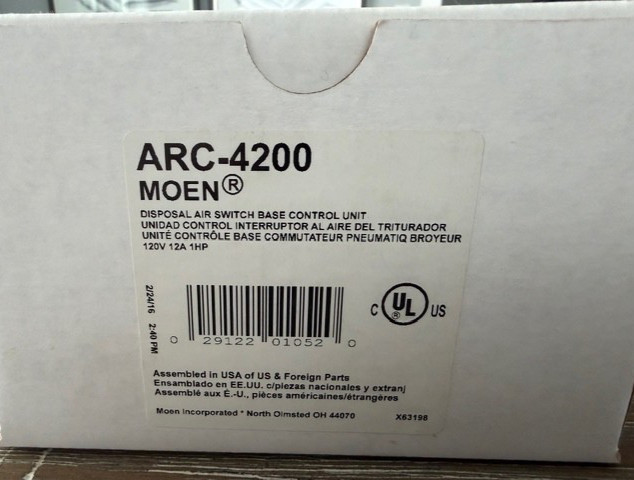 ARC-4200
MOEN®
DISPOSAL AIR SWITCH BASE CONTROL UNIT
UNIDAD CONTROL INTERRUPTOR AL AIRE DEL TRITURADOR
UNITÉ CONTRÔLE BASE COMMUTATEUR PNEUMATIQ BROYEUR
120V 12A 1HP
2/24/16 2:40 PM
0 29122 01052 0
C UL ® US
Assembled in USA of US & Foreign Parts
Ensamblado en EE.UU. c/piezas nacionales y extranj
Assemblé aux É.-U., pièces américaines/étrangères
Moen Incorporated * North Olmsted OH 44070
X63198